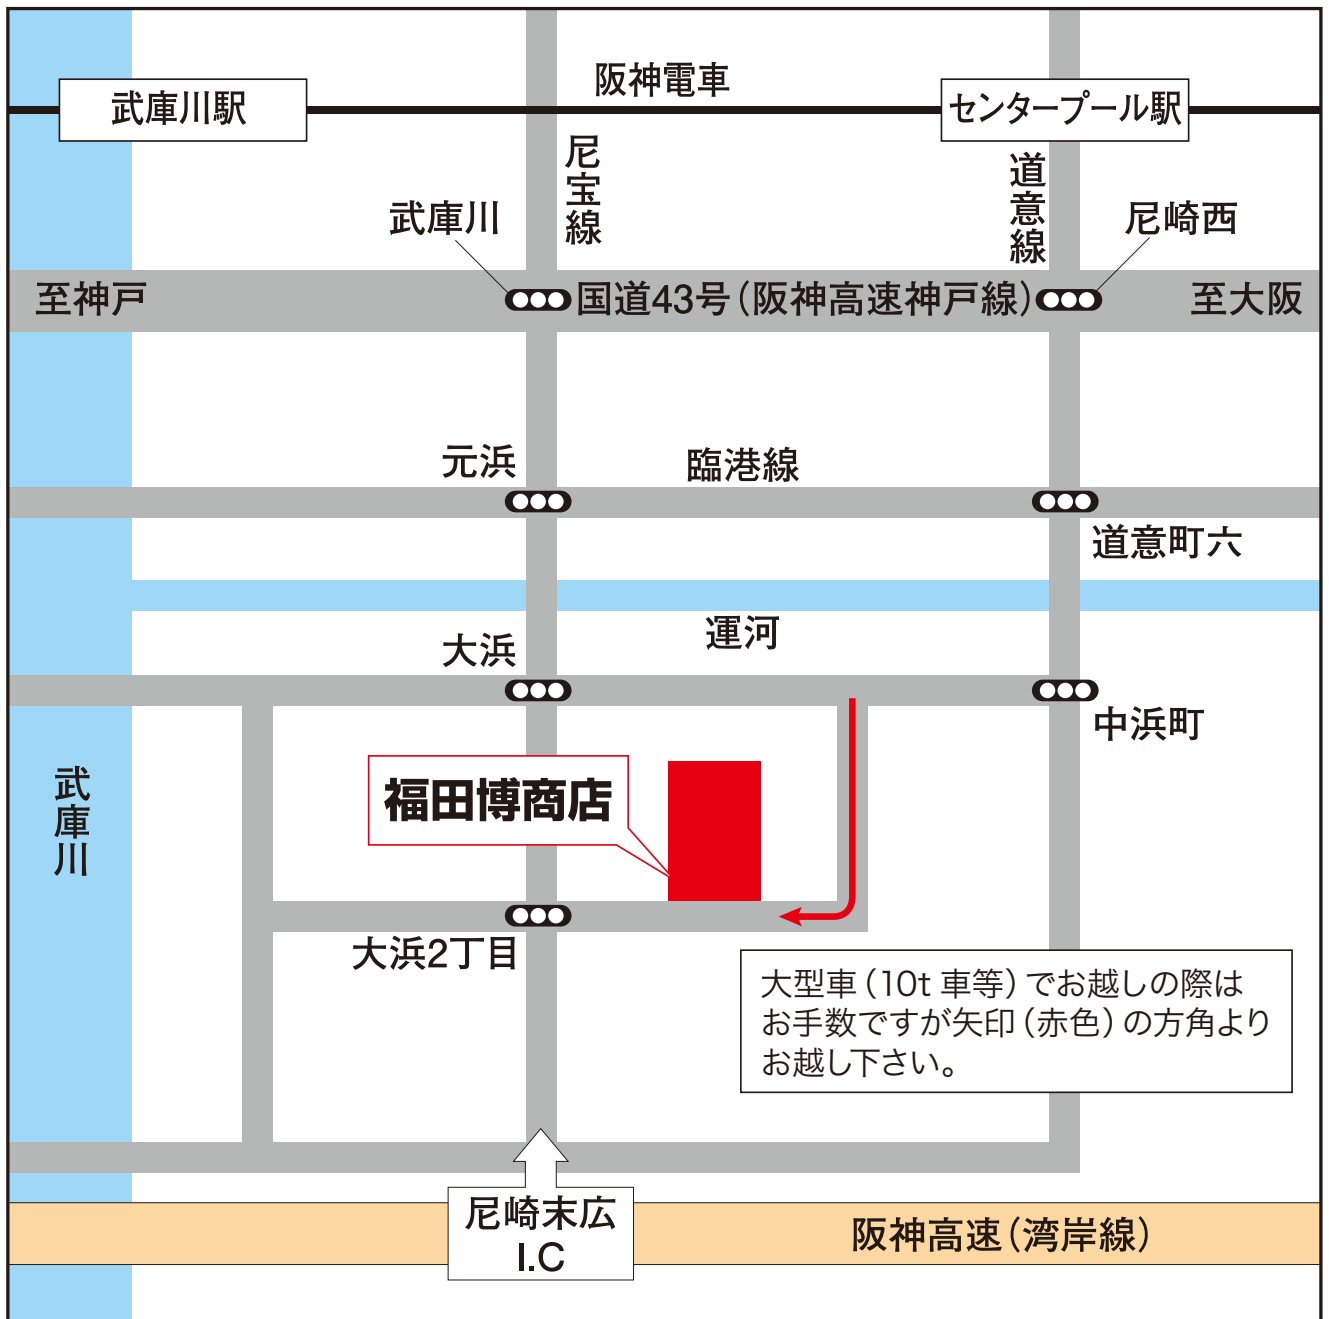 阪神電車
武庫川駅
センタープール駅
尼宝線
道意線
武庫川
尼崎西
至神戸
国道43号(阪神高速神戸線)
至大阪
元浜
臨港線
道意町六
運河
大浜
中浜町
福田博商店
武庫川
大浜2丁目
大型車(10t車等)でお越しの際は
お手数ですが矢印(赤色)の方角より
お越し下さい。
尼崎末広
I.C
阪神高速(湾岸線)